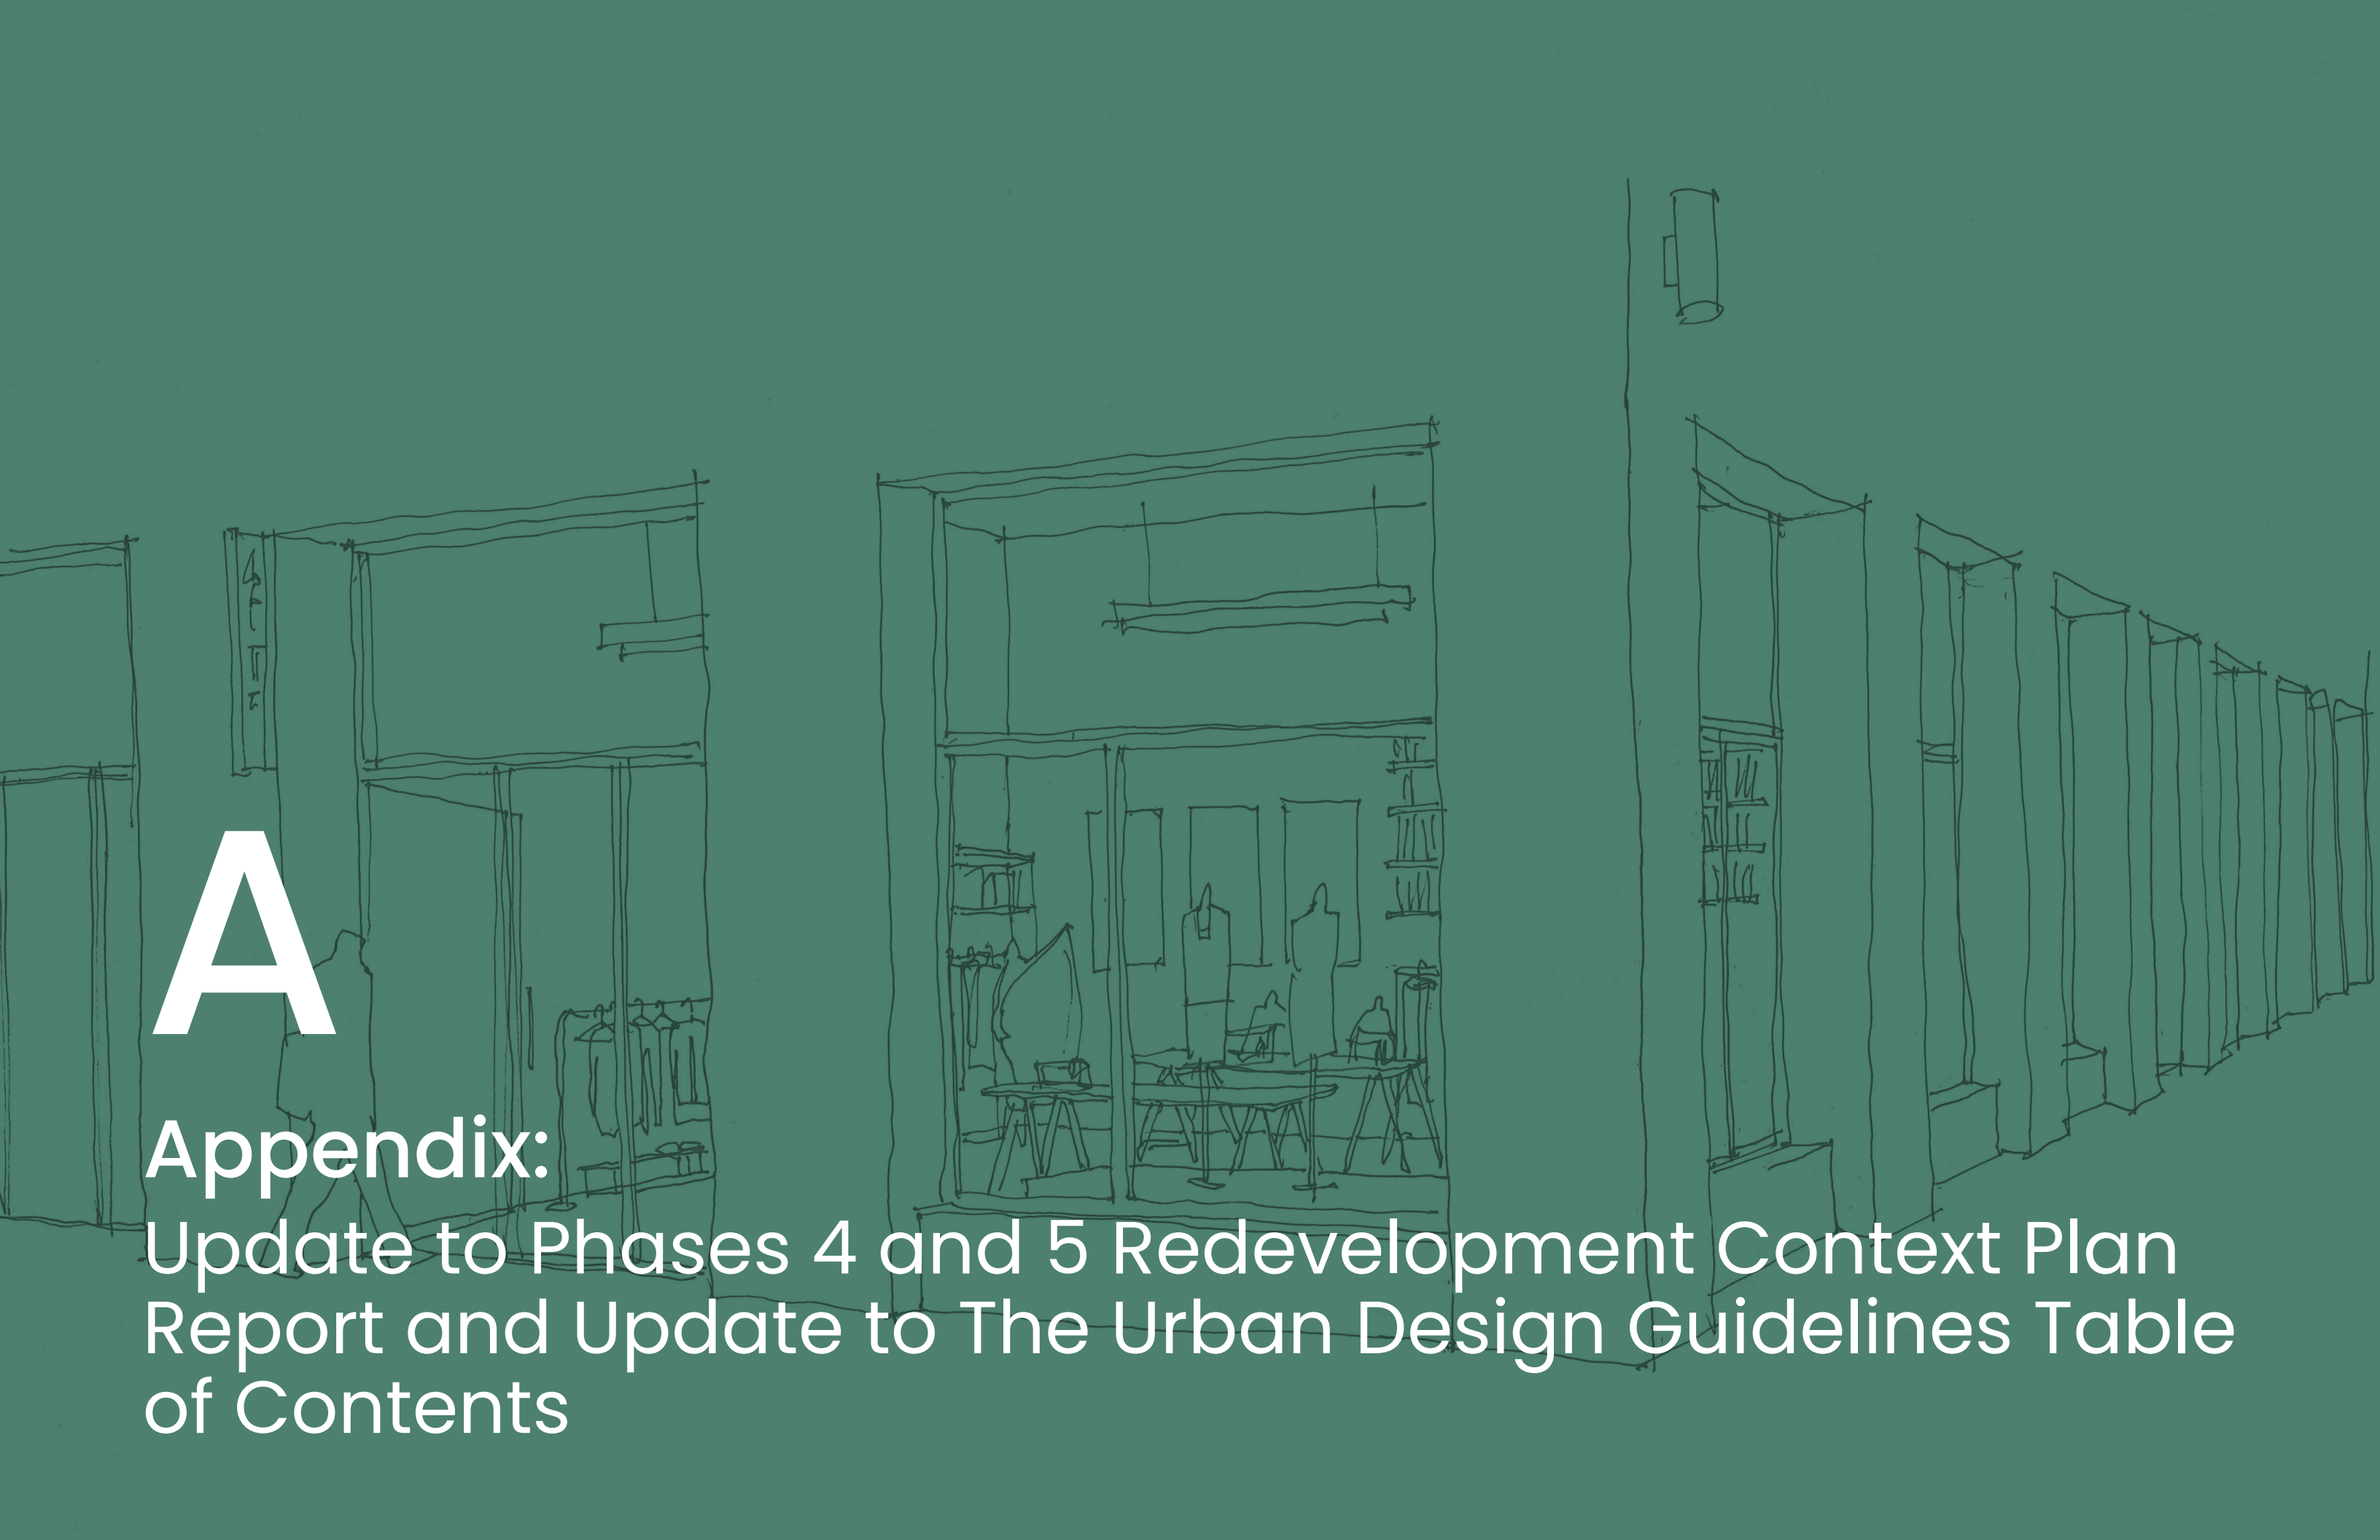 A
Appendix:
Update to Phases 4 and 5 Redevelopment Context Plan
Report and Update to The Urban Design Guidelines Table
of Contents